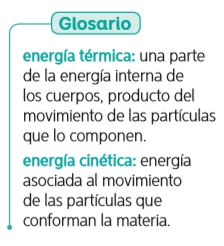 Glosario
energía térmica: una parte
de la energía interna de
los cuerpos, producto del
movimiento de las partículas
que lo componen.
energía cinética: energía
asociada al movimiento
de las partículas que
conforman la materia.